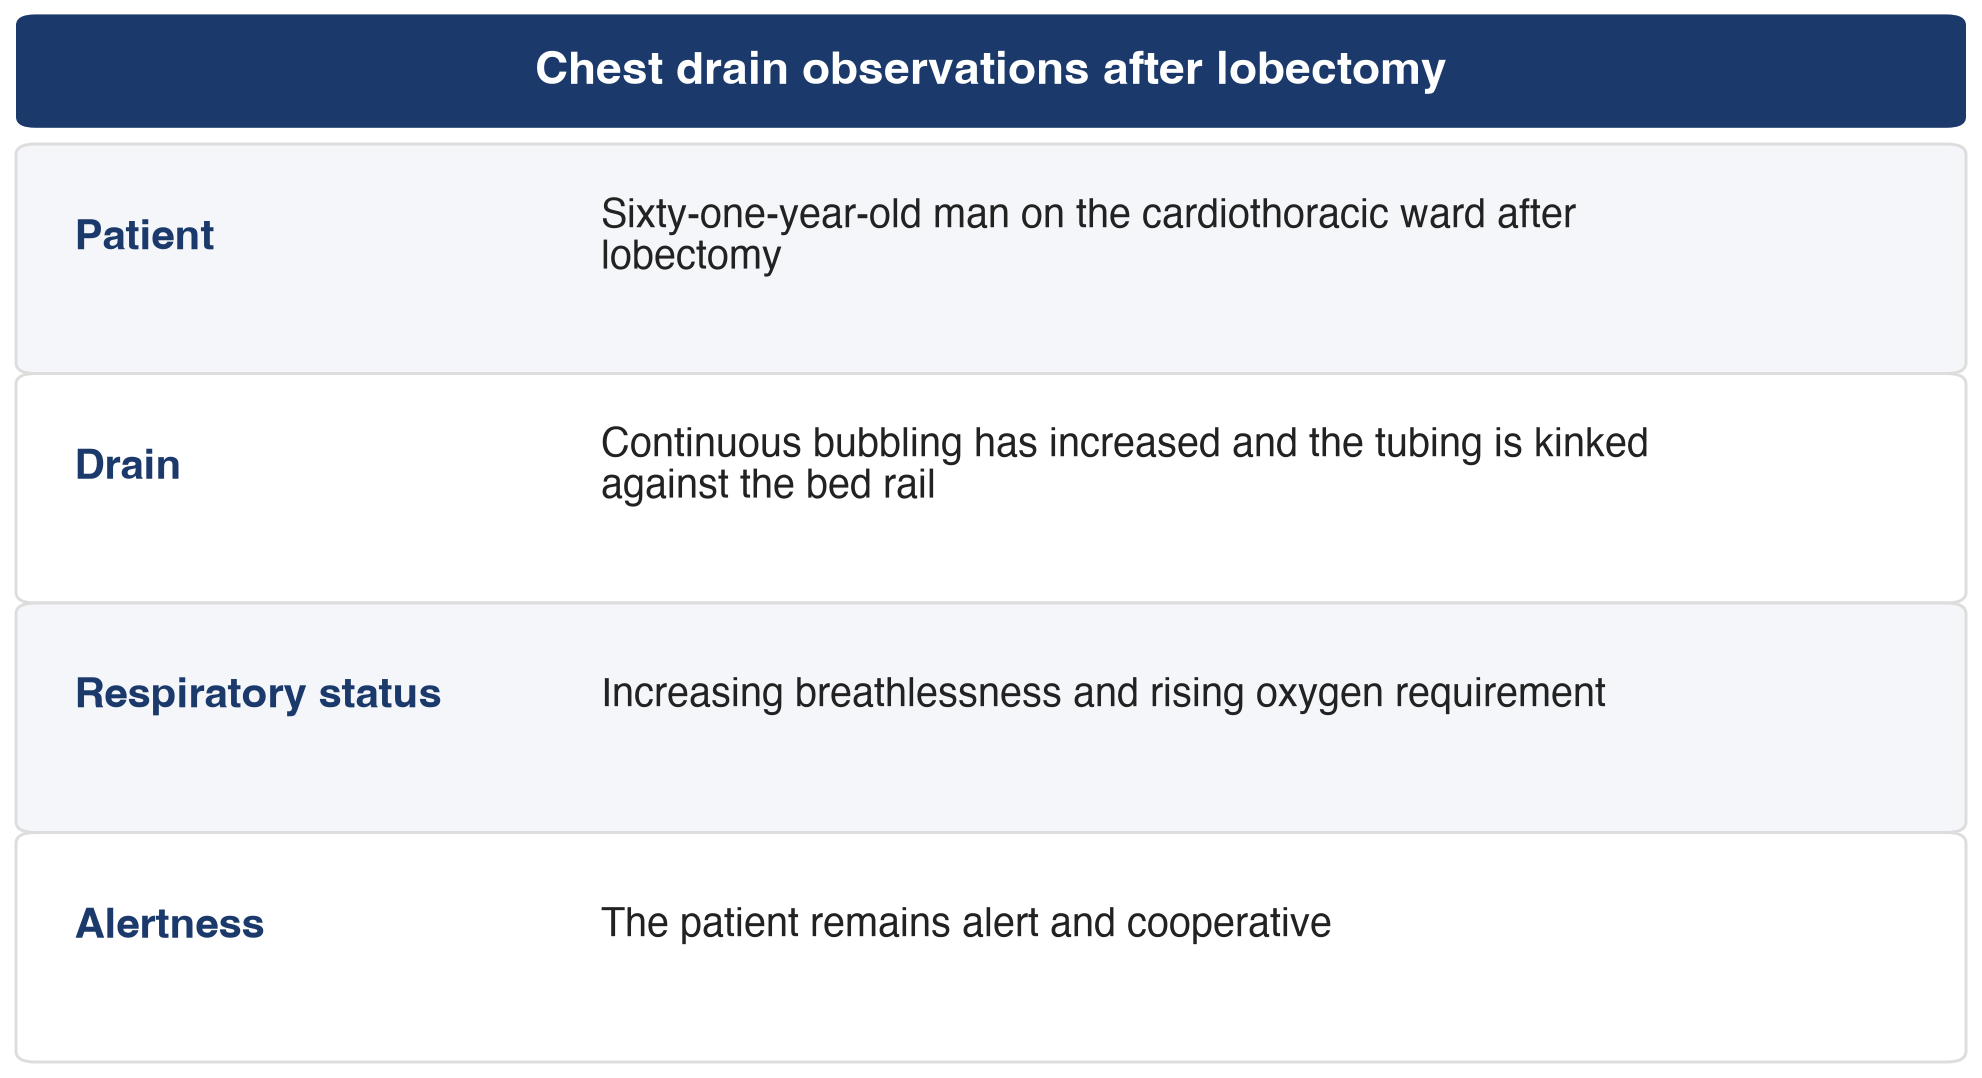 Chest drain observations after lobectomy
Patient
Sixty-one-year-old man on the cardiothoracic ward after
lobectomy
Drain
Continuous bubbling has increased and the tubing is kinked
against the bed rail
Respiratory status
Increasing breathlessness and rising oxygen requirement
Alertness
The patient remains alert and cooperative